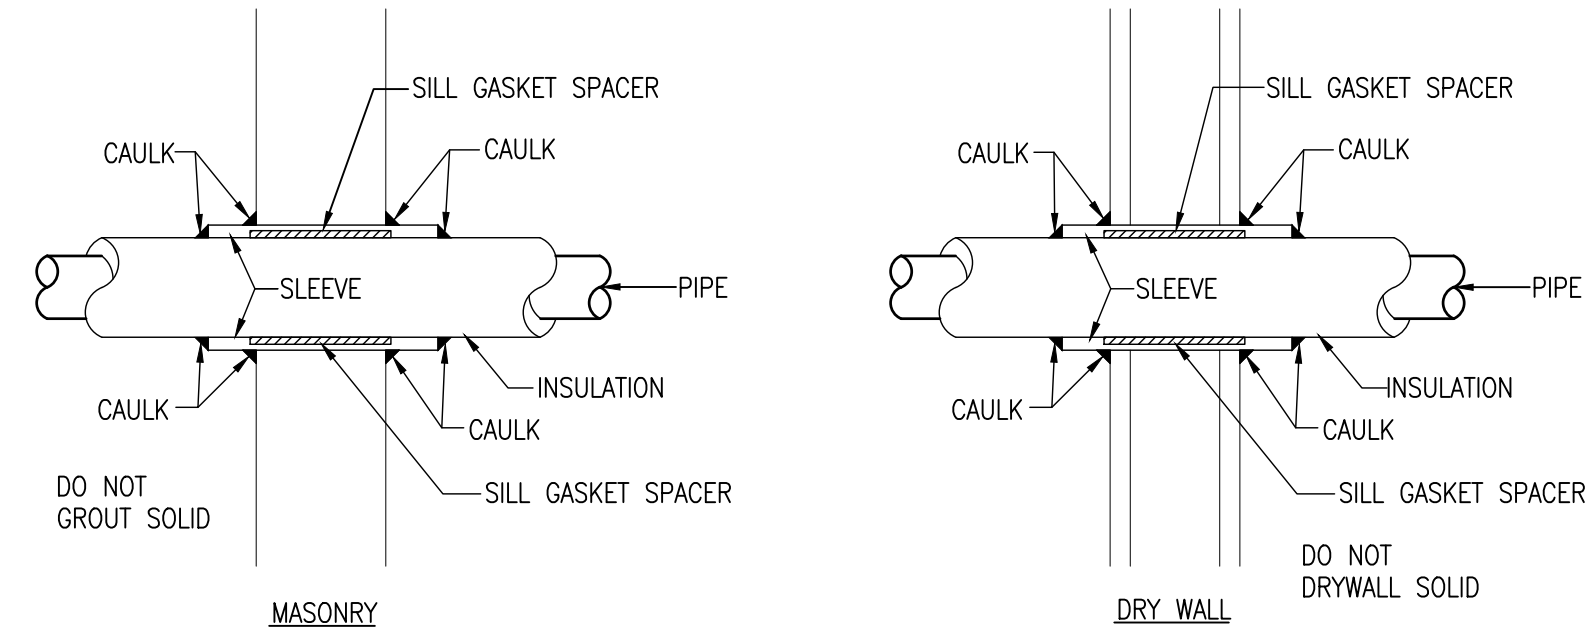 SILL GASKET SPACER
CAULK
CAULK
SLEEVE
PIPE
INSULATION
CAULK
CAULK
SILL GASKET SPACER
DO NOT
GROUT SOLID
MASONRY
SILL GASKET SPACER
CAULK
CAULK
SLEEVE
PIPE
INSULATION
CAULK
CAULK
SILL GASKET SPACER
DO NOT
DRYWALL SOLID
DRY WALL